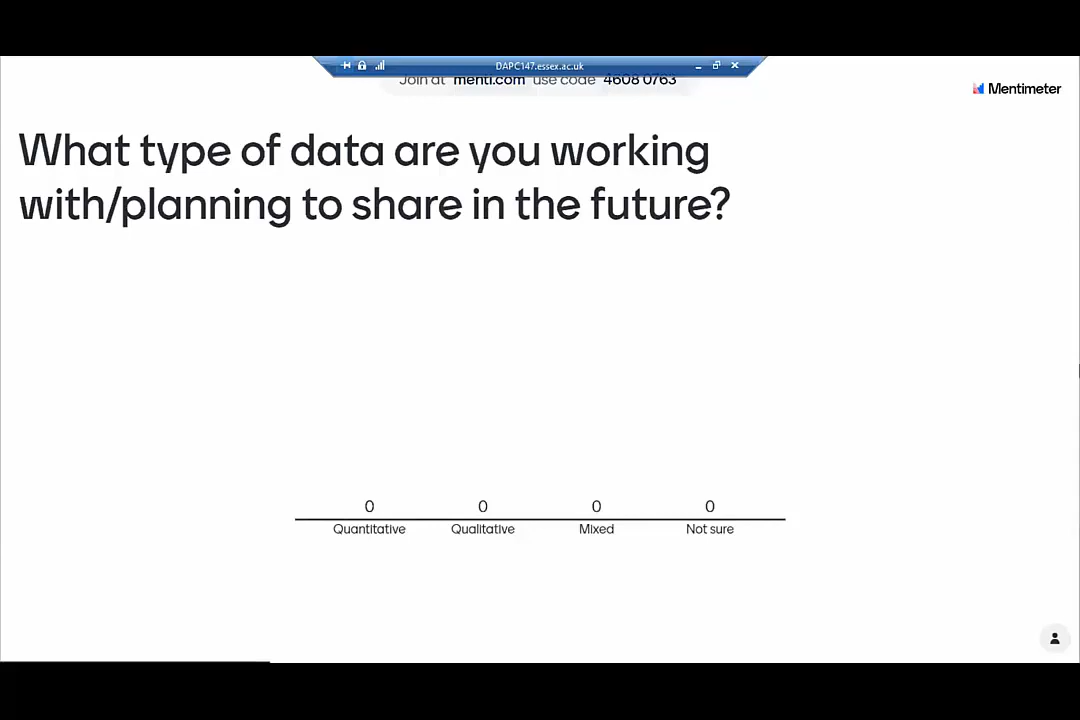 DAPC147.essex.ac.uk
Join at menti.com use code 4608 0763
Mentimeter
What type of data are you working
with/planning to share in the future?
0 0 0 0
Quantitative Qualitative Mixed Not sure